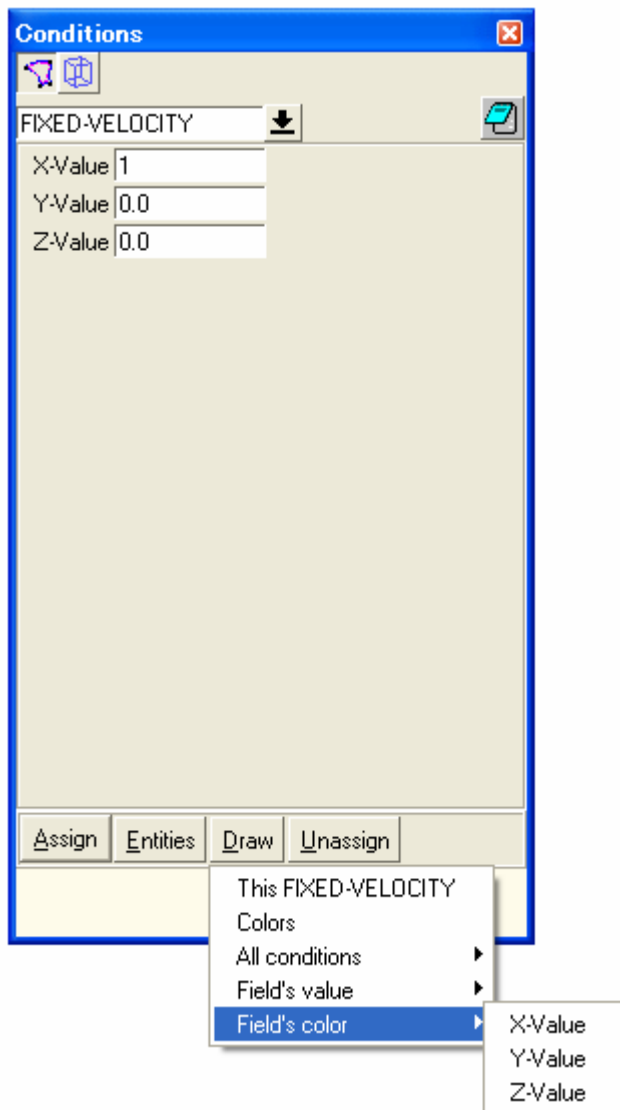 Conditions
FIXED-VELOCITY
X-Value 1
Y-Value 0.0
Z-Value 0.0
Assign Entities Draw Unassign
This FIXED-VELOCITY
Colors
All conditions
Field's value
Field's color
X-Value
Y-Value
Z-Value